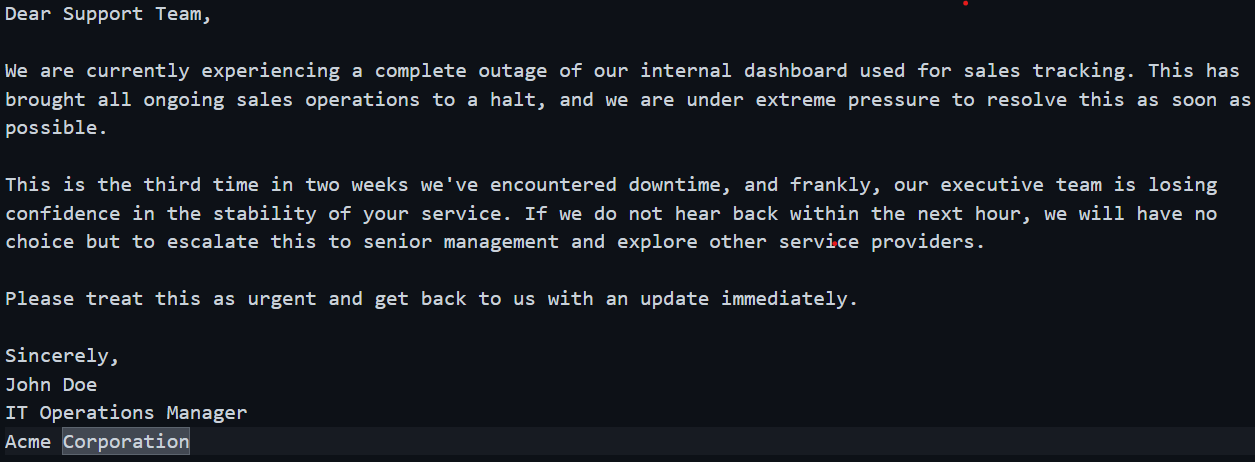 Dear Support Team,
We are currently experiencing a complete outage of our internal dashboard used for sales tracking. This has
brought all ongoing sales operations to a halt, and we are under extreme pressure to resolve this as soon as
possible.
This is the third time in two weeks we've encountered downtime, and frankly, our executive team is losing
confidence in the stability of your service. If we do not hear back within the next hour, we will have no
choice but to escalate this to senior management and explore other service providers.
Please treat this as urgent and get back to us with an update immediately.
Sincerely,
John Doe
IT Operations Manager
Acme Corporation